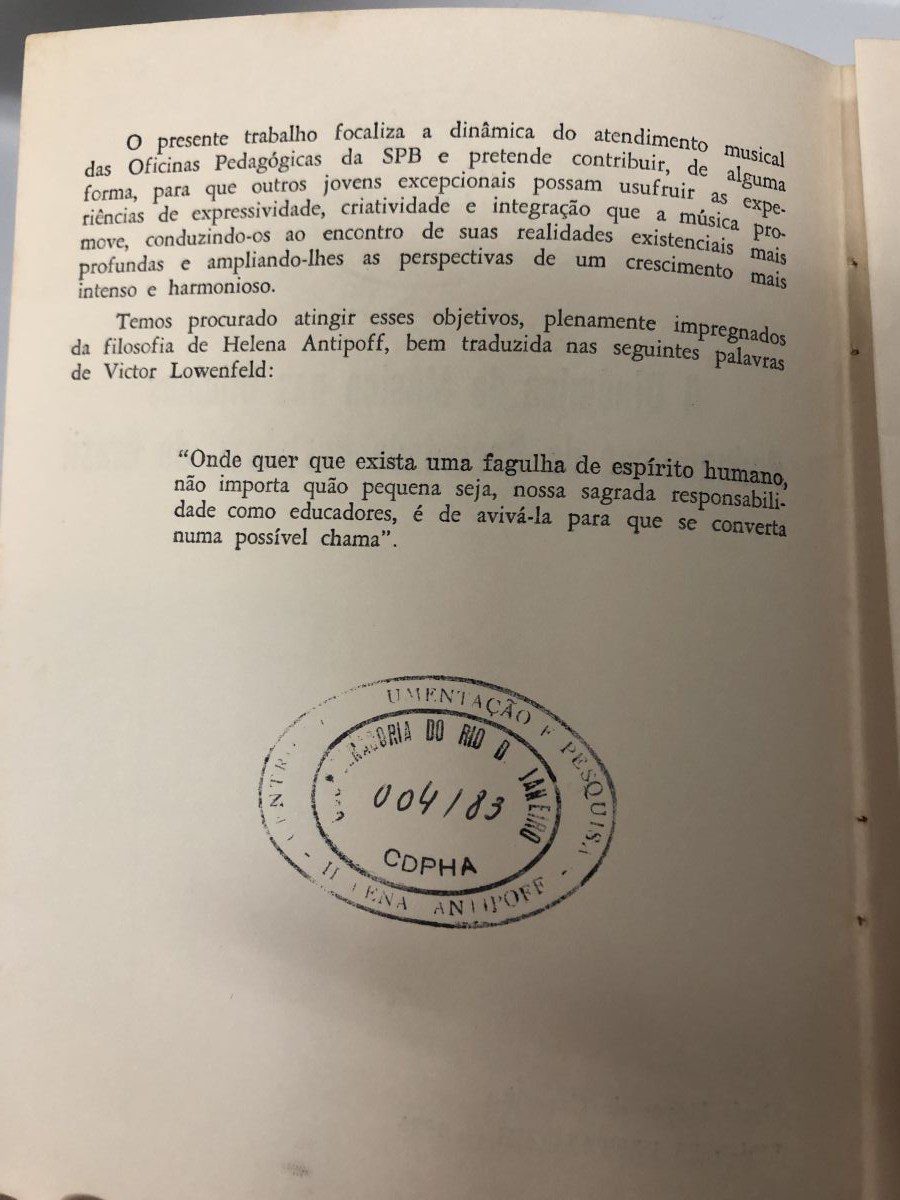 O presente trabalho focaliza a dinâmica do atendimento musical
das Oficinas Pedagógicas da SPB e pretende contribuir, de alguma
forma, para que outros jovens excepcionais possam usufruir as expe-
riências de expressividade, criatividade e integração que a música pro-
move, conduzindo-os ao encontro de suas realidades existenciais mais
profundas e ampliando-lhes as perspectivas de um crescimento mais
intenso e harmonioso.
Temos procurado atingir esses objetivos, plenamente impregnados
da filosofia de Helena Antipoff, bem traduzida nas seguintes palavras
de Victor Lowenfeld:
“Onde quer que exista uma fagulha de espírito humano,
não importa quão pequena seja, nossa sagrada responsabili-
dade como educadores, é de avivá-la para que se converta
numa possível chama”.
UMENTAÇÃO E PESQUIS
DO RIO D JANEIRO
004/83
CDPHA
ANTIPOFF -